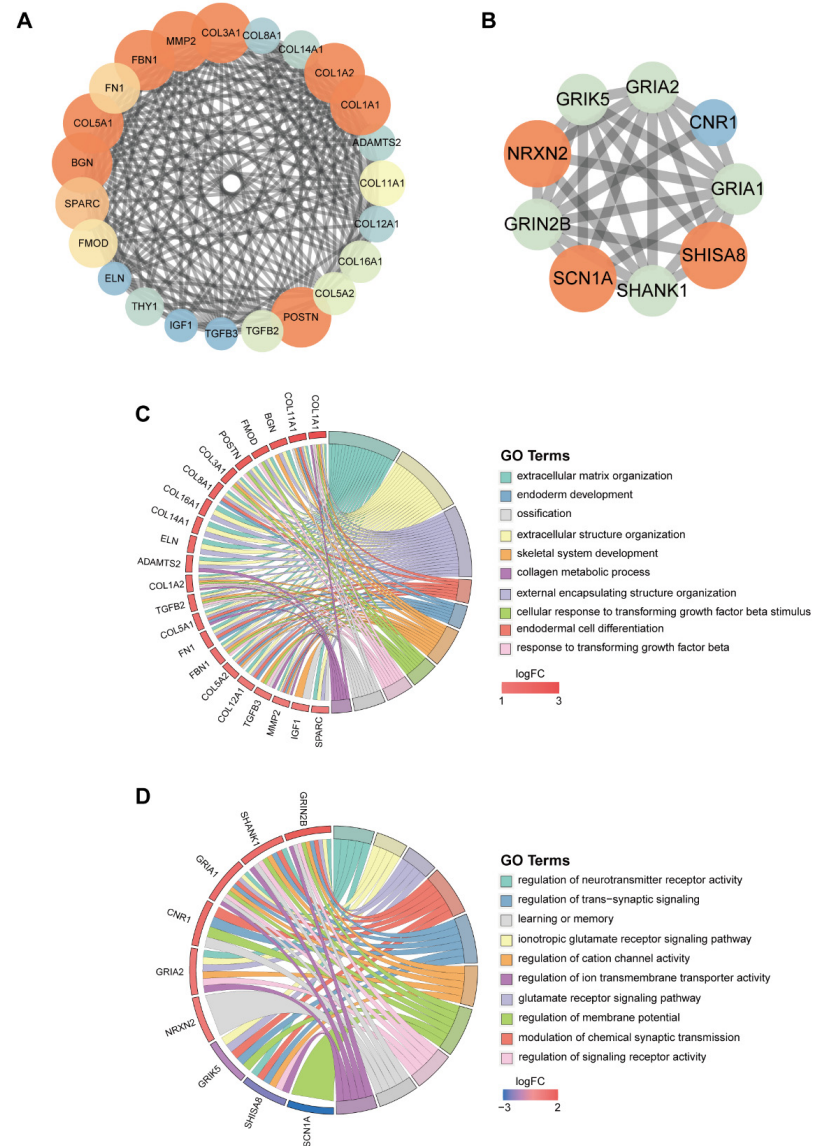 A
B
COL3A1
COL8A1
MMP2
COL14A1
FBN1
COL1A2
FN1
COL1A1
COL5A1
ADAMTS2
BGN
COL11A1
SPARC
COL12A1
FMOD
COL16A1
ELN
COL5A2
THY1
POSTN
IGF1
TGFB3
TGFB2
GRIA2
GRIK5
CNR1
NRXN2
GRIA1
GRIN2B
SHISA8
SCN1A
SHANK1
C
COL1A1
COL11A1
BGN
FMOD
POSTN
COL3A1
COL8A1
COL16A1
COL14A1
ELN
ADAMTS2
COL1A2
TGFB2
COL5A1
FN1
FBN1
COL5A2
COL12A1
TGFB3
MMP2
IGF1
SPARC
GO Terms
extracellular matrix organization
endoderm development
ossification
extracellular structure organization
skeletal system development
collagen metabolic process
external encapsulating structure organization
cellular response to transforming growth factor beta stimulus
endodermal cell differentiation
response to transforming growth factor beta
logFC
1 3
D
GRIN2B
SHANK1
GRIA1
CNR1
GRIA2
NRXN2
GRIK5
SHISA8
SCN1A
GO Terms
regulation of neurotransmitter receptor activity
regulation of trans−synaptic signaling
learning or memory
ionotropic glutamate receptor signaling pathway
regulation of cation channel activity
regulation of ion transmembrane transporter activity
glutamate receptor signaling pathway
regulation of membrane potential
modulation of chemical synaptic transmission
regulation of signaling receptor activity
logFC
−3 2